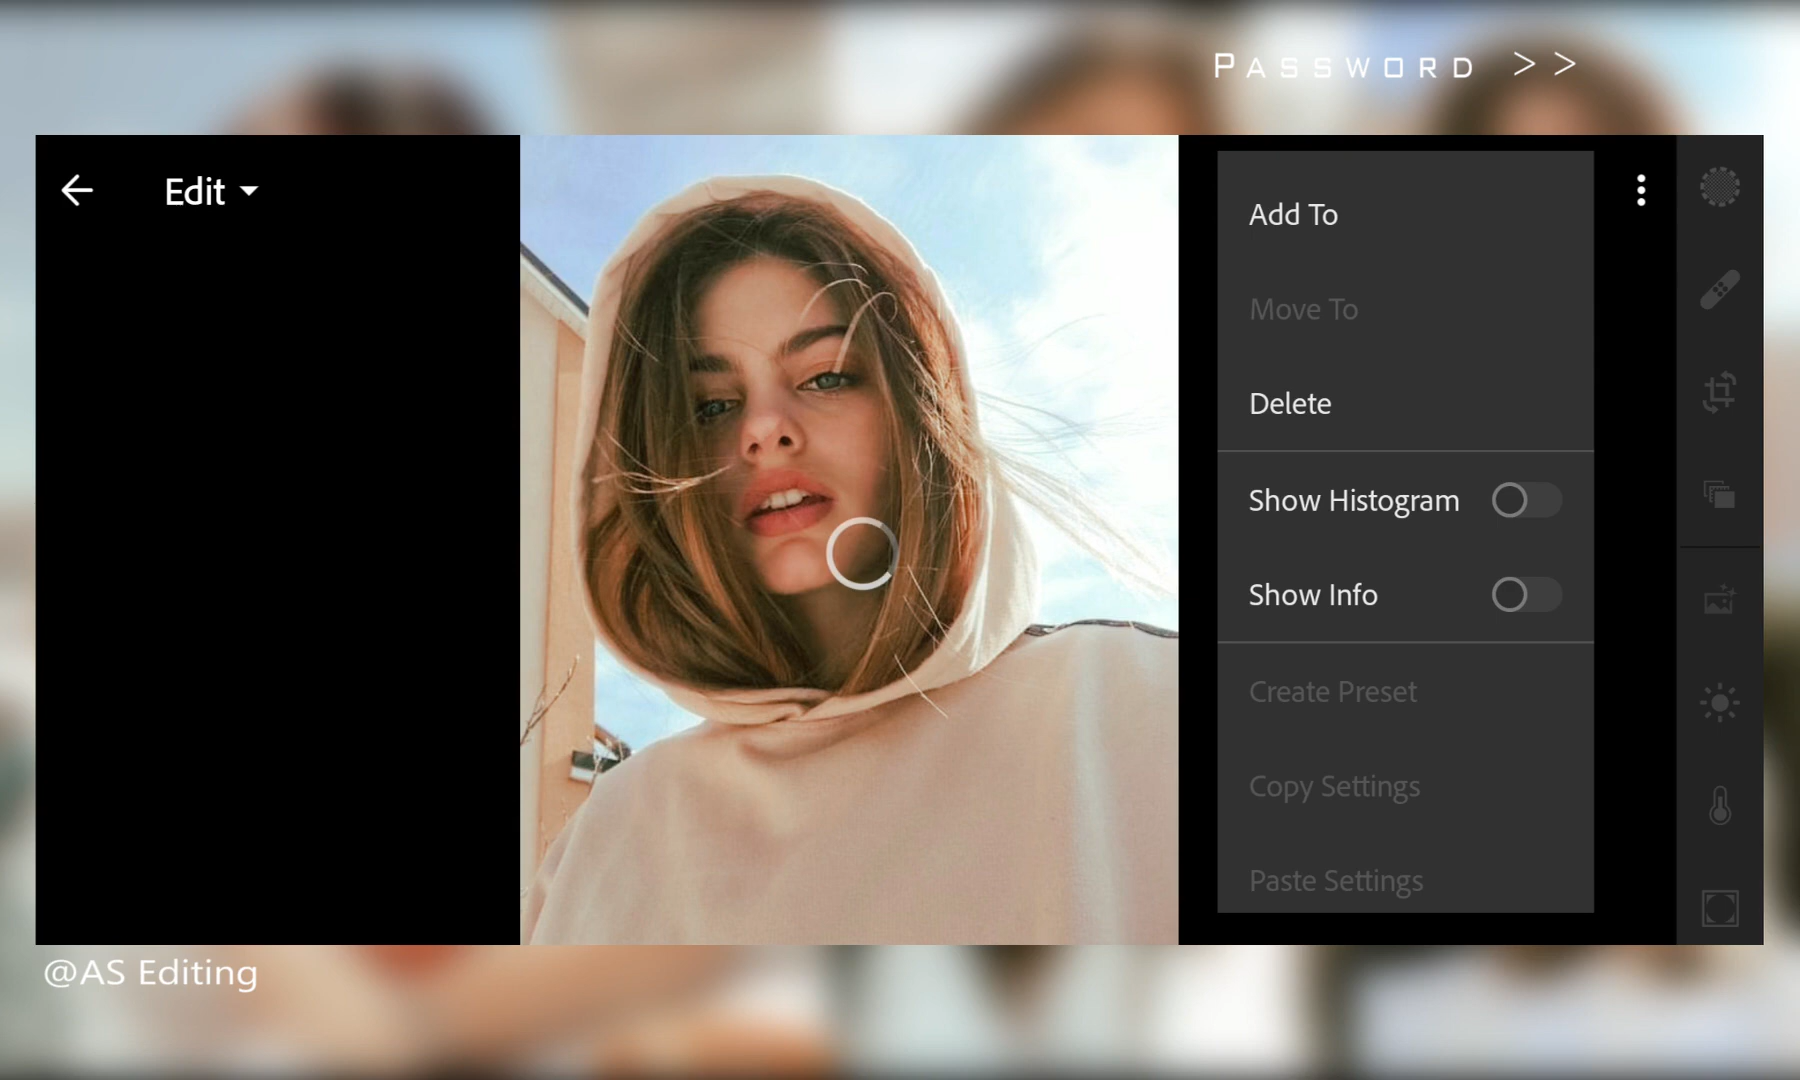 Password >>
Edit
Add To
Move To
Delete
Show Histogram
Show Info
Create Preset
Copy Settings
Paste Settings
@AS Editing